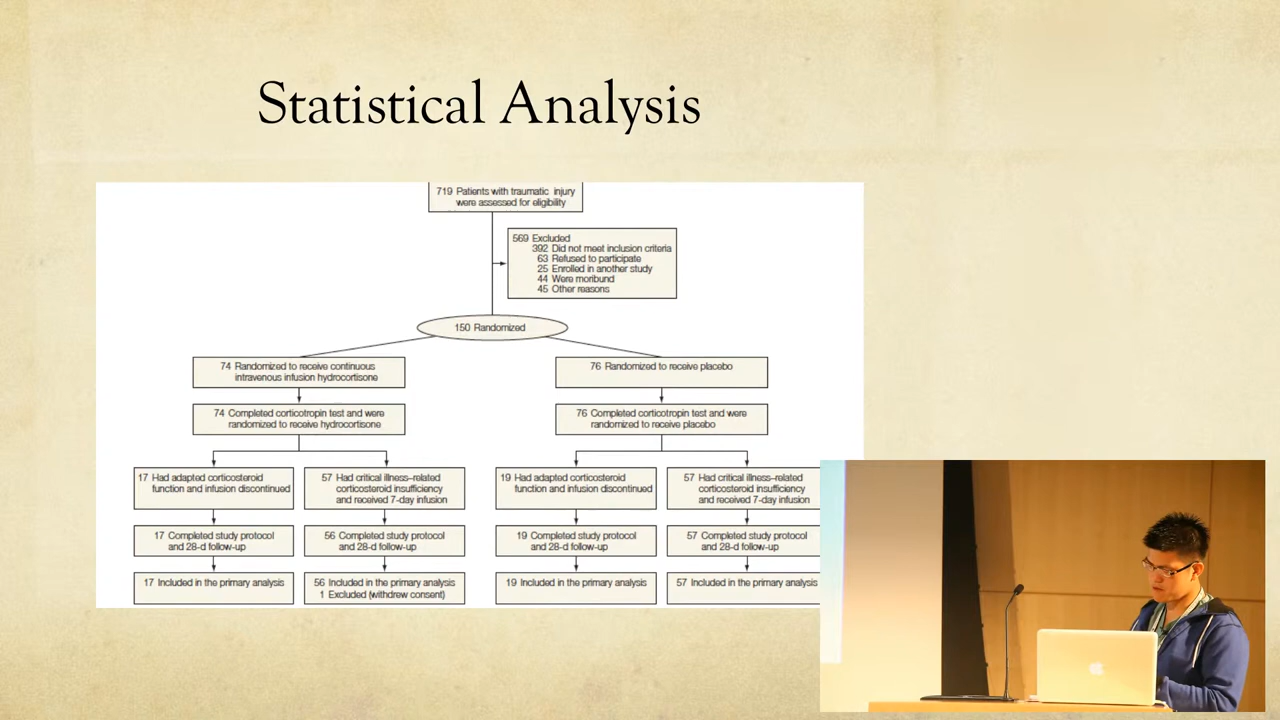 Statistical Analysis
719 Patients with traumatic injury
were assessed for eligibility
569 Excluded
392 Did not meet inclusion criteria
63 Refused to participate
25 Enrolled in another study
44 Were moribund
45 Other reasons
150 Randomized
74 Randomized to receive continuous
intravenous infusion hydrocortisone
76 Randomized to receive placebo
74 Completed corticotropin test and were
randomized to receive hydrocortisone
76 Completed corticotropin test and were
randomized to receive placebo
17 Had adapted corticosteroid
function and infusion discontinued
57 Had critical illness–related
corticosteroid insufficiency
and received 7-day infusion
19 Had adapted corticosteroid
function and infusion discontinued
57 Had critical illness–related
corticosteroid insufficiency
and received 7-day infusion
17 Completed study protocol
and 28-d follow-up
56 Completed study protocol
and 28-d follow-up
19 Completed study protocol
and 28-d follow-up
57 Completed study protocol
and 28-d follow-up
17 Included in the primary analysis
56 Included in the primary analysis
1 Excluded (withdrew consent)
19 Included in the primary analysis
57 Included in the primary analysis